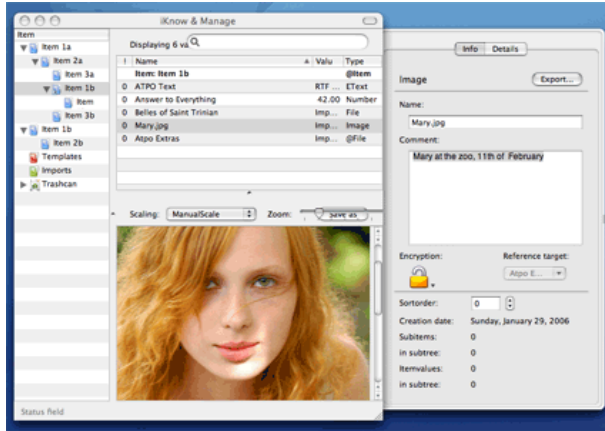 iKnow & Manage
Item
Item 1a
Item 2a
Item 3a
Item 1b
Item
Item 3b
Item 1b
Item 2b
Templates
Imports
Trashcan
Displaying 6 va
! Name Valu Type
Item: Item 1b @Item
0 ATPO Text RTF ... EText
0 Answer to Everything 42.00 Number
0 Belles of Saint Trinian Imp... File
0 Mary.jpg Imp... Image
0 Atpo Extras Imp... @File
Scaling: ManualScale Zoom: Save as
Status field
Info Details
Image Export...
Name:
Mary.jpg
Comment:
Mary at the zoo, 11th of February
Encryption: Reference target:
Atpo E...
Sortorder: 0
Creation date: Sunday, January 29, 2006
Subitems: 0
in subtree: 0
Itemvalues: 0
in subtree: 0